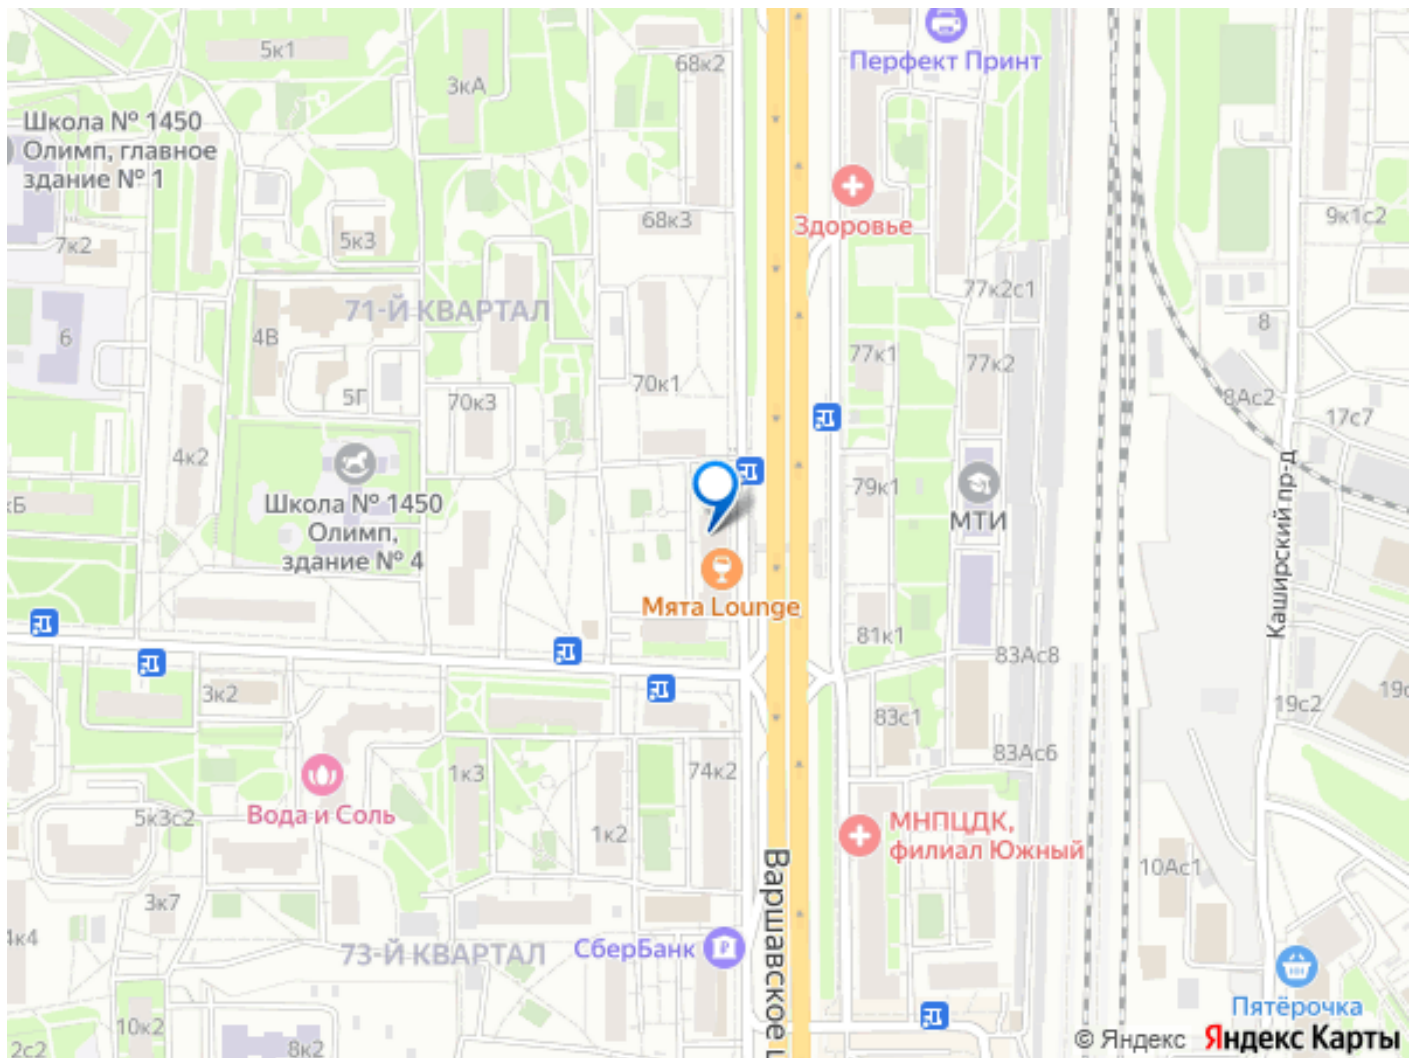 5к1
3кА
68к2
Перфект Принт
Школа № 1450
Олимп, главное
здание № 1
Здоровье
68к3
9к1с2
7к2
5к3
77к2с1
71-Й КВАРТАЛ
6
4В
8
77к1
77к2
70к1
5Г
70к3
8Ас2
17с7
4к2
79к1
кБ
Школа № 1450
Олимп,
здание № 4
МТИ
Каширский пр-д
Мята Lounge
81к1
83Ас8
3к2
83с1
19с2
19с
83Ас6
1к3
74к2
Вода и Соль
5к3с2
1к2
МНПЦДК,
филиал Южный
10Ас1
Варшавское ш
3к7
4к4
73-Й КВАРТАЛ
СберБанк
Пятёрочка
10к2
8к2
2с2
© Яндекс Яндекс Карты